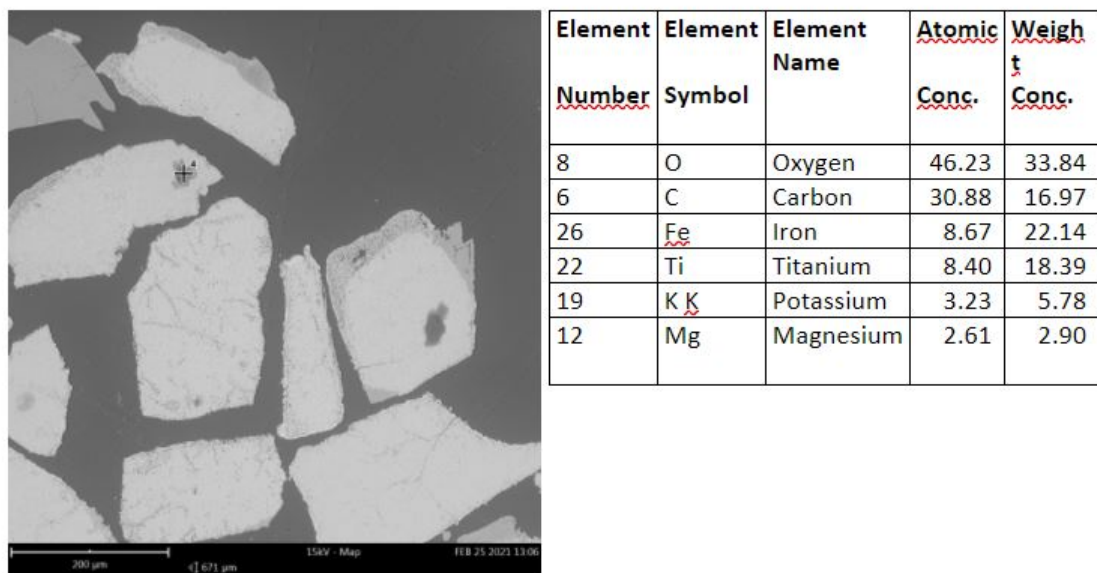 Element Element Element Atomic Weigh
Name t
Number Symbol Conc. Conc.
8 O Oxygen 46.23 33.84
6 C Carbon 30.88 16.97
26 Fe Iron 8.67 22.14
22 Ti Titanium 8.40 18.39
19 K K Potassium 3.23 5.78
12 Mg Magnesium 2.61 2.90
15kV - Map FEB 25 2021 13:06
200 µm 671 µm